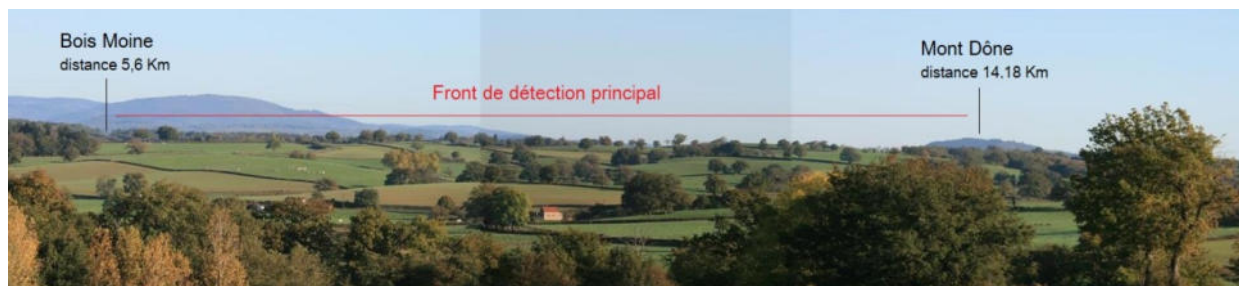 Bois Moine
distance 5,6 Km
Front de détection principal
Mont Dône
distance 14.18 Km